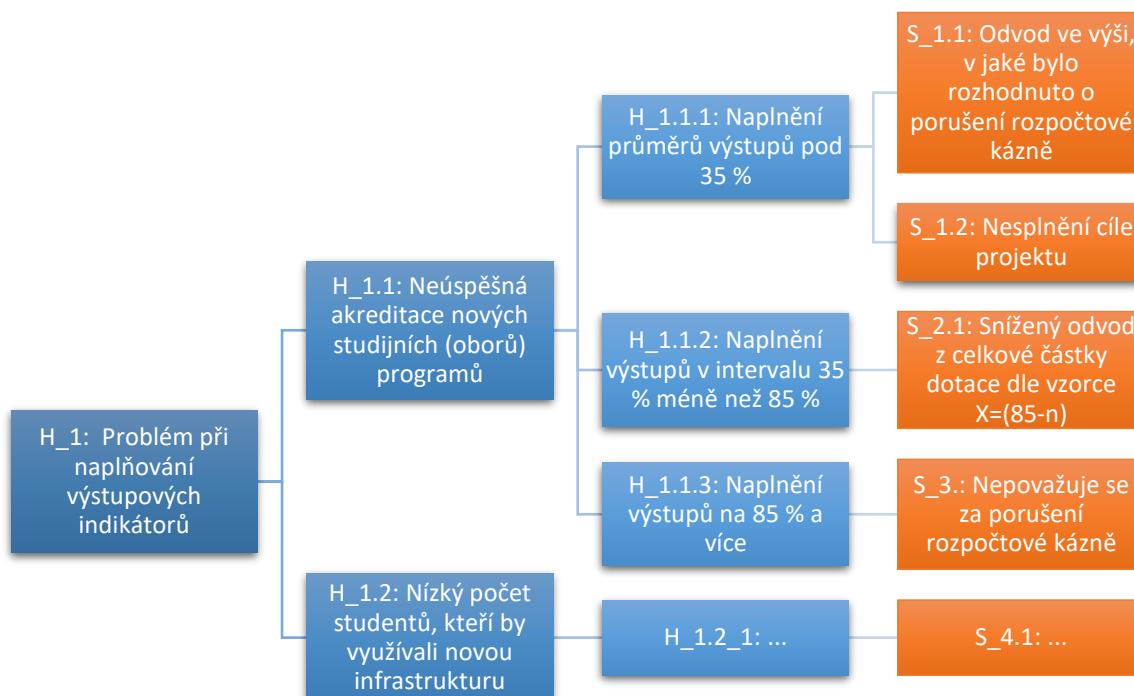 H_1: Problém při
naplňování
výstupových
indikátorů
H_1.1: Neúspěšná
akreditace nových
studijních (oborů)
programů
H_1.2: Nízký počet
studentů, kteří by
využívali novou
infrastrukturu
H_1.1.1: Naplnění
průměrů výstupů pod
35 %
H_1.1.2: Naplnění
výstupů v intervalu 35
% méně než 85 %
H_1.1.3: Naplnění
výstupů na 85 % a
více
H_1.2_1: ...
S_1.1: Odvod ve výši,
v jaké bylo
rozhodnuto o
porušení rozpočtové
kázně
S_1.2: Nesplnění cíle
projektu
S_2.1: Snížený odvod
z celkové částky
dotace dle vzorce
X=(85-n)
S_3.: Nepovažuje se
za porušení
rozpočtové kázně
S_4.1: ...